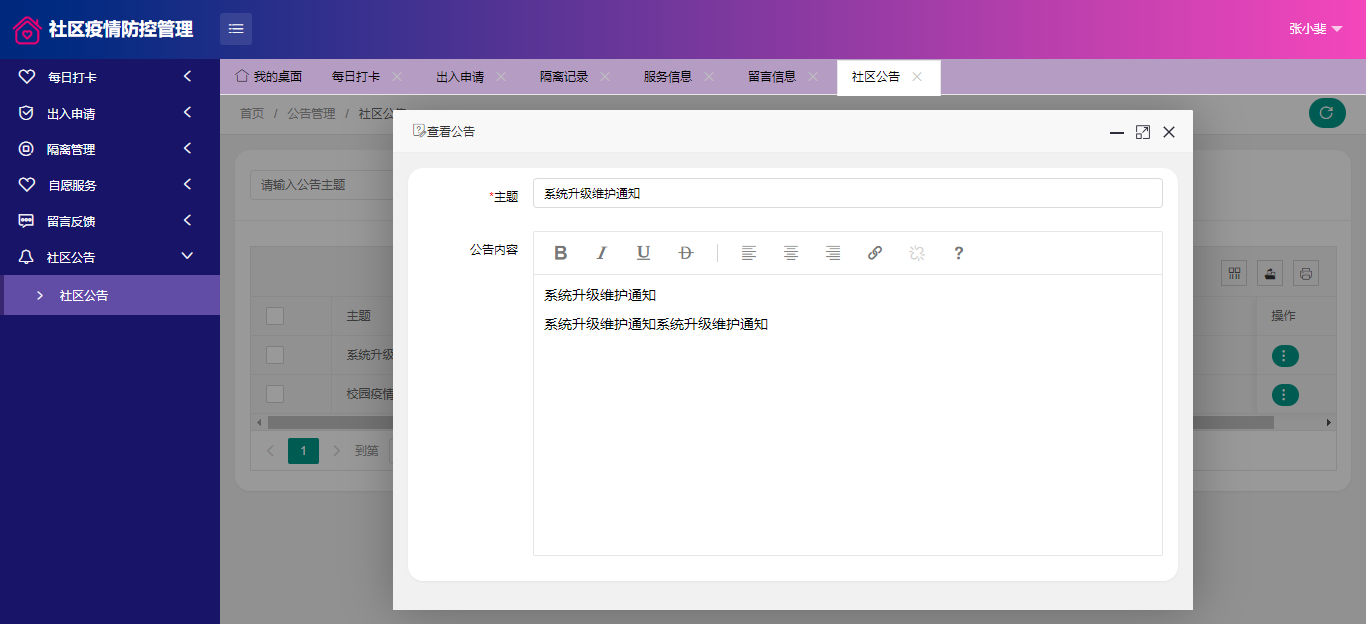 社区疫情防控管理
张小斐
每日打卡
出入申请
隔离管理
自愿服务
留言反馈
社区公告
社区公告
我的桌面 每日打卡 出入申请 隔离记录 服务信息 留言信息 社区公告
首页 / 公告管理 / 社区公告
请输入公告主题
主题
操作
系统升级
校园疫情
1 到第
查看公告
*主题 系统升级维护通知
公告内容
B I U D ?
系统升级维护通知
系统升级维护通知系统升级维护通知